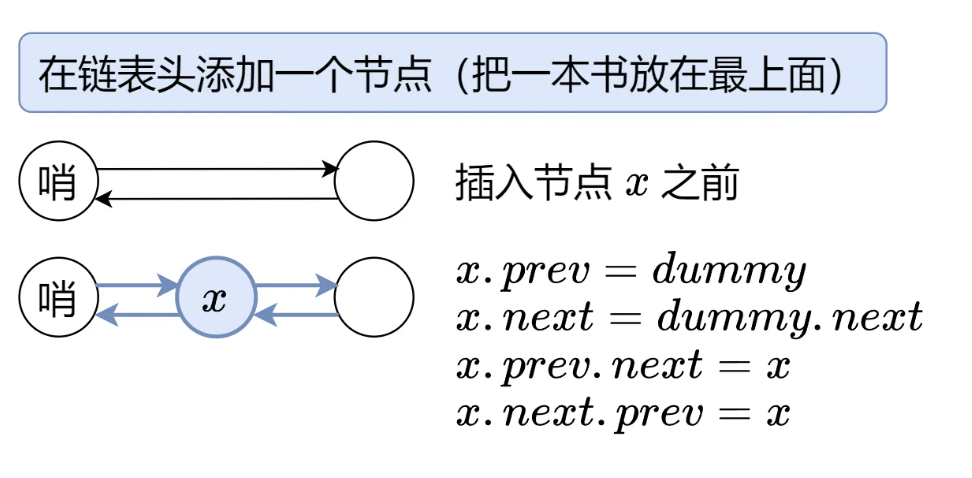 在链表头添加一个节点（把一本书放在最上面）
哨
插入节点 x 之前
哨
x
x.prev = dummy
x.next = dummy.next
x.prev.next = x
x.next.prev = x